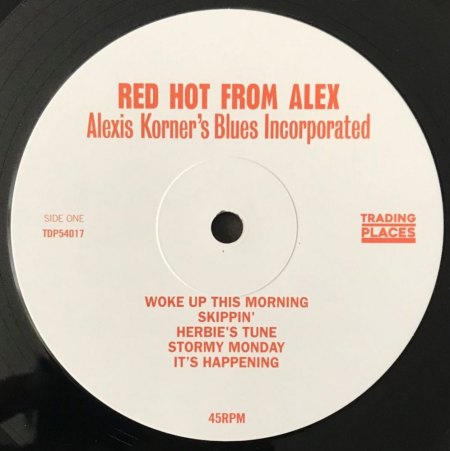 RED HOT FROM ALEX
Alexis Korner's Blues Incorporated
SIDE ONE
TDP54017
TRADING
PLACES
WOKE UP THIS MORNING
SKIPPIN'
HERBIE'S TUNE
STORMY MONDAY
IT'S HAPPENING
45RPM